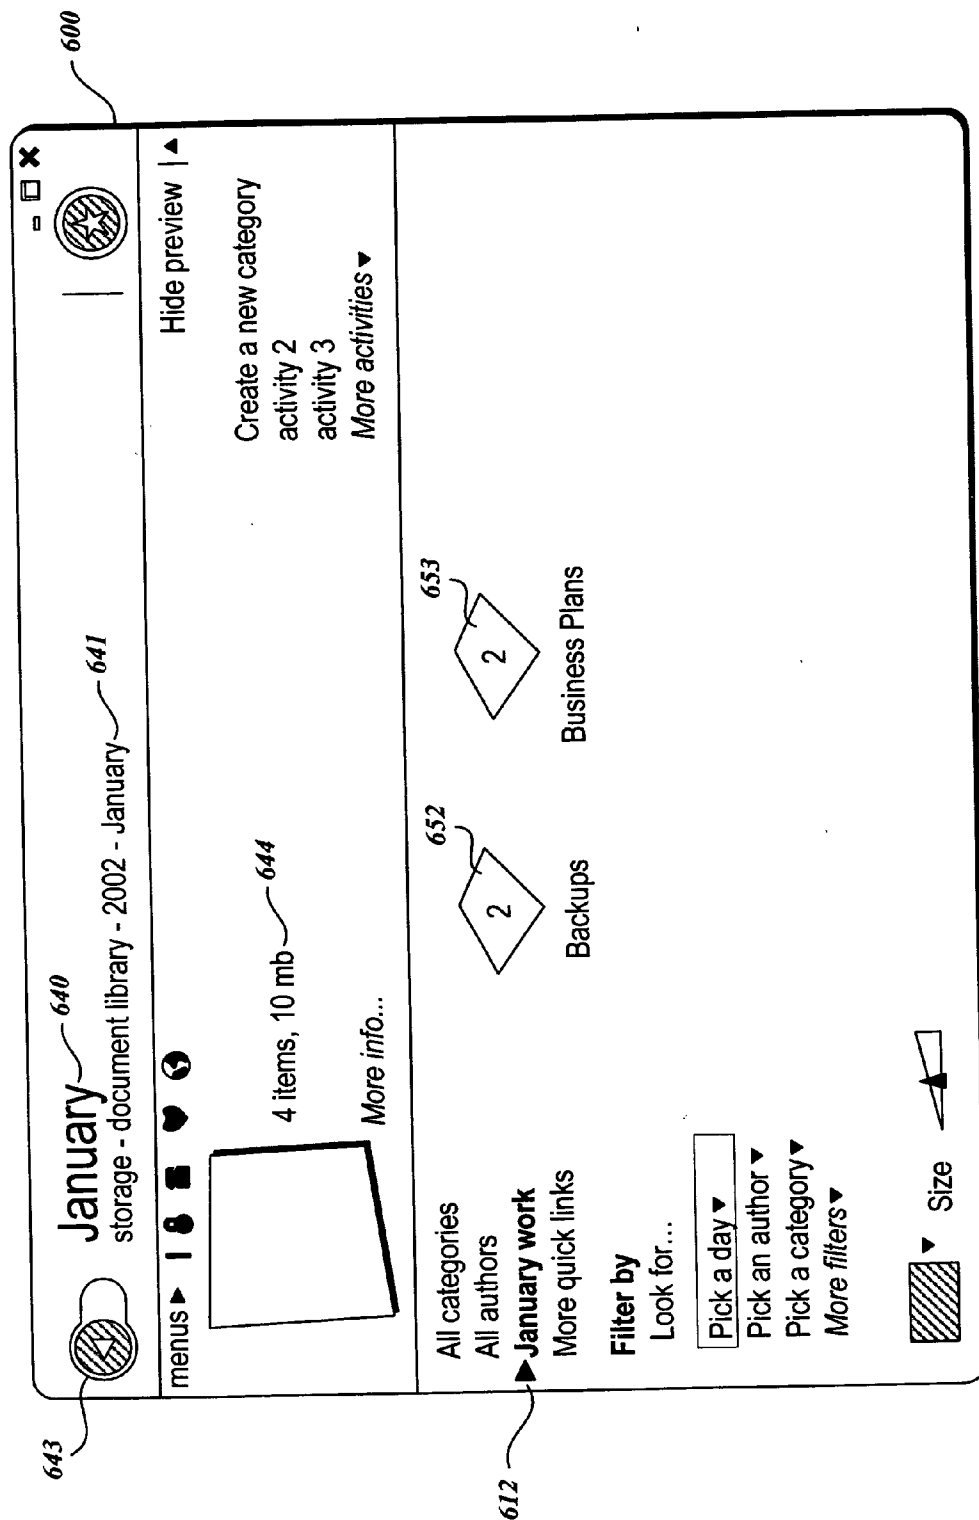 600
643
January 640
storage - document library - 2002 - January 641
menus
Hide preview
4 items, 10 mb 644
More info...
Create a new category
activity 2
activity 3
More activities
All categories
All authors
January work
612
More quick links
Filter by
Look for...
Pick a day
Pick an author
Pick a category
More filters
Size
652
2
Backups
653
2
Business Plans